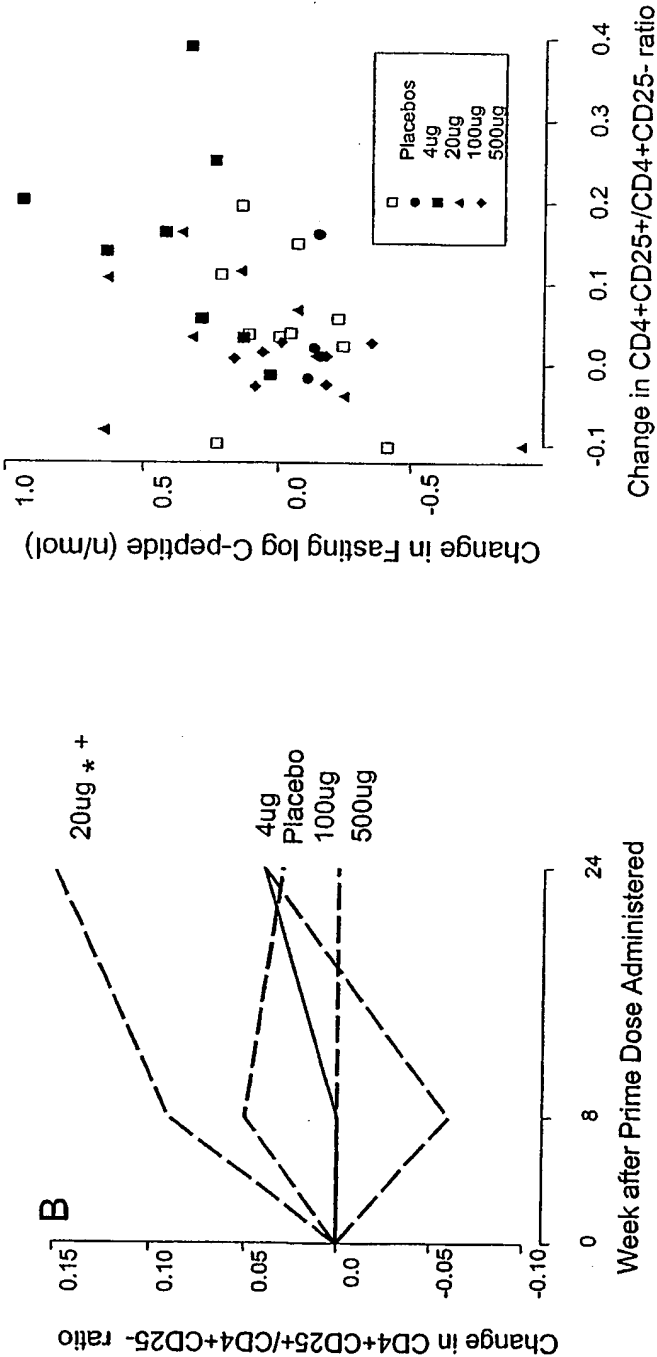 B
Change in CD4+CD25+/CD4+CD25- ratio
0.15
0.10
0.05
0.0
-0.05
-0.10
0
8
24
Week after Prime Dose Administered
20ug * +
4ug
Placebo
100ug
500ug
Change in Fasting log C-peptide (n/mol)
1.0
0.5
0.0
-0.5
-0.1
0.0
0.1
0.2
0.3
0.4
Change in CD4+CD25+/CD4+CD25- ratio
Placebos
4ug
20ug
100ug
500ug